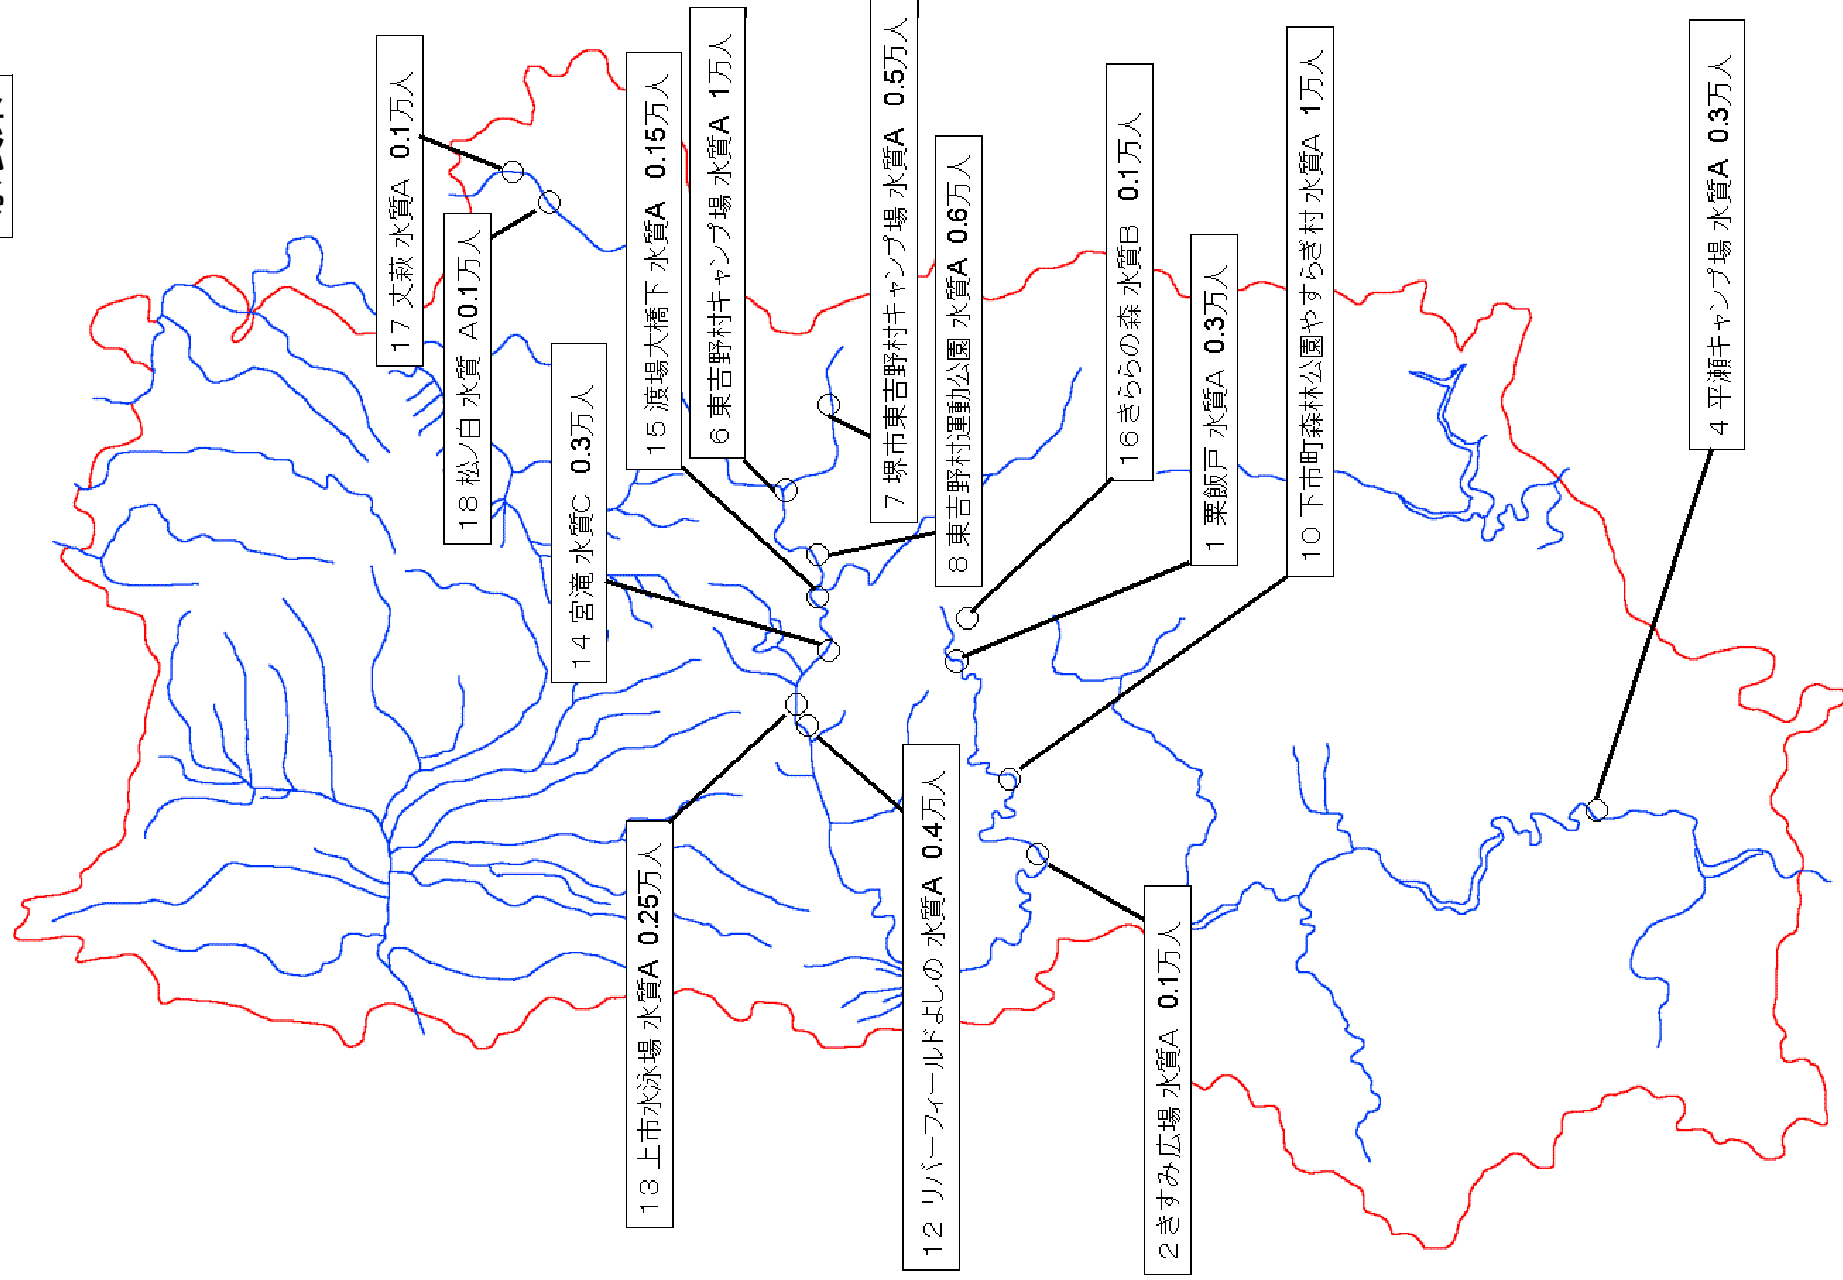 17 丈萩 水質A 0.1万人
18 松ノ白 水質 A0.1万人
14 宮滝 水質C 0.3万人
15 渡場大橋下 水質A 0.15万人
6 東吉野村キャンプ場 水質A 1万人
7 堺市東吉野村キャンプ場 水質A 0.5万人
8 東吉野村運動公園 水質A 0.6万人
16きららの森 水質B 0.1万人
1 粟飯戸 水質A 0.3万人
10 下市町森林公園やすらぎ村 水質A 1万人
4 平瀬キャンプ場 水質A 0.3万人
13 上市水泳場 水質A 0.25万人
12 リバーフィールドよしの 水質A 0.4万人
2きすみ広場 水質A 0.1万人